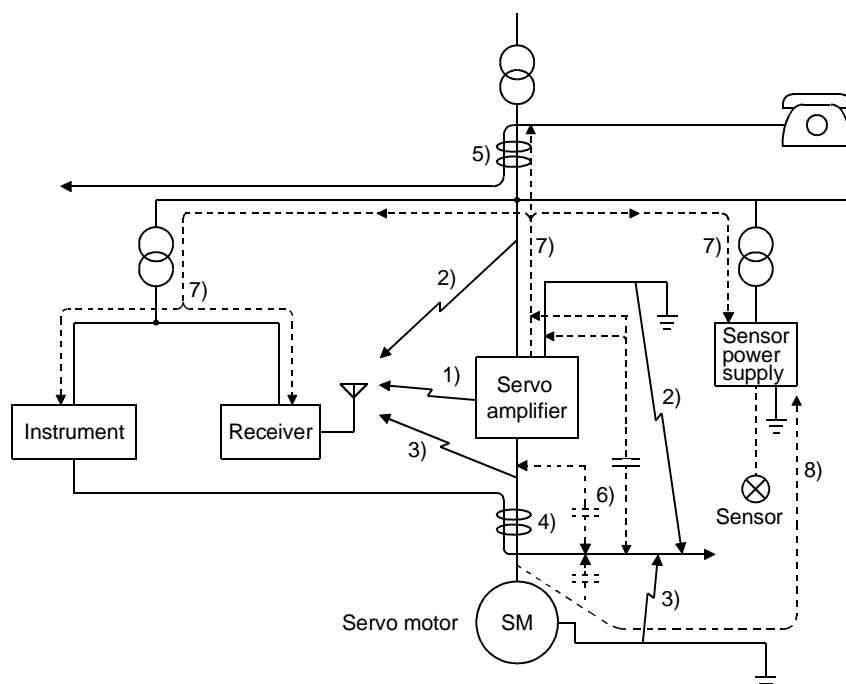 5)
7)
7)
2)
7)
Sensor
power
supply
1)
Servo
amplifier
2)
Instrument
Receiver
3)
8)
6)
4)
Sensor
3)
Servo motor
SM